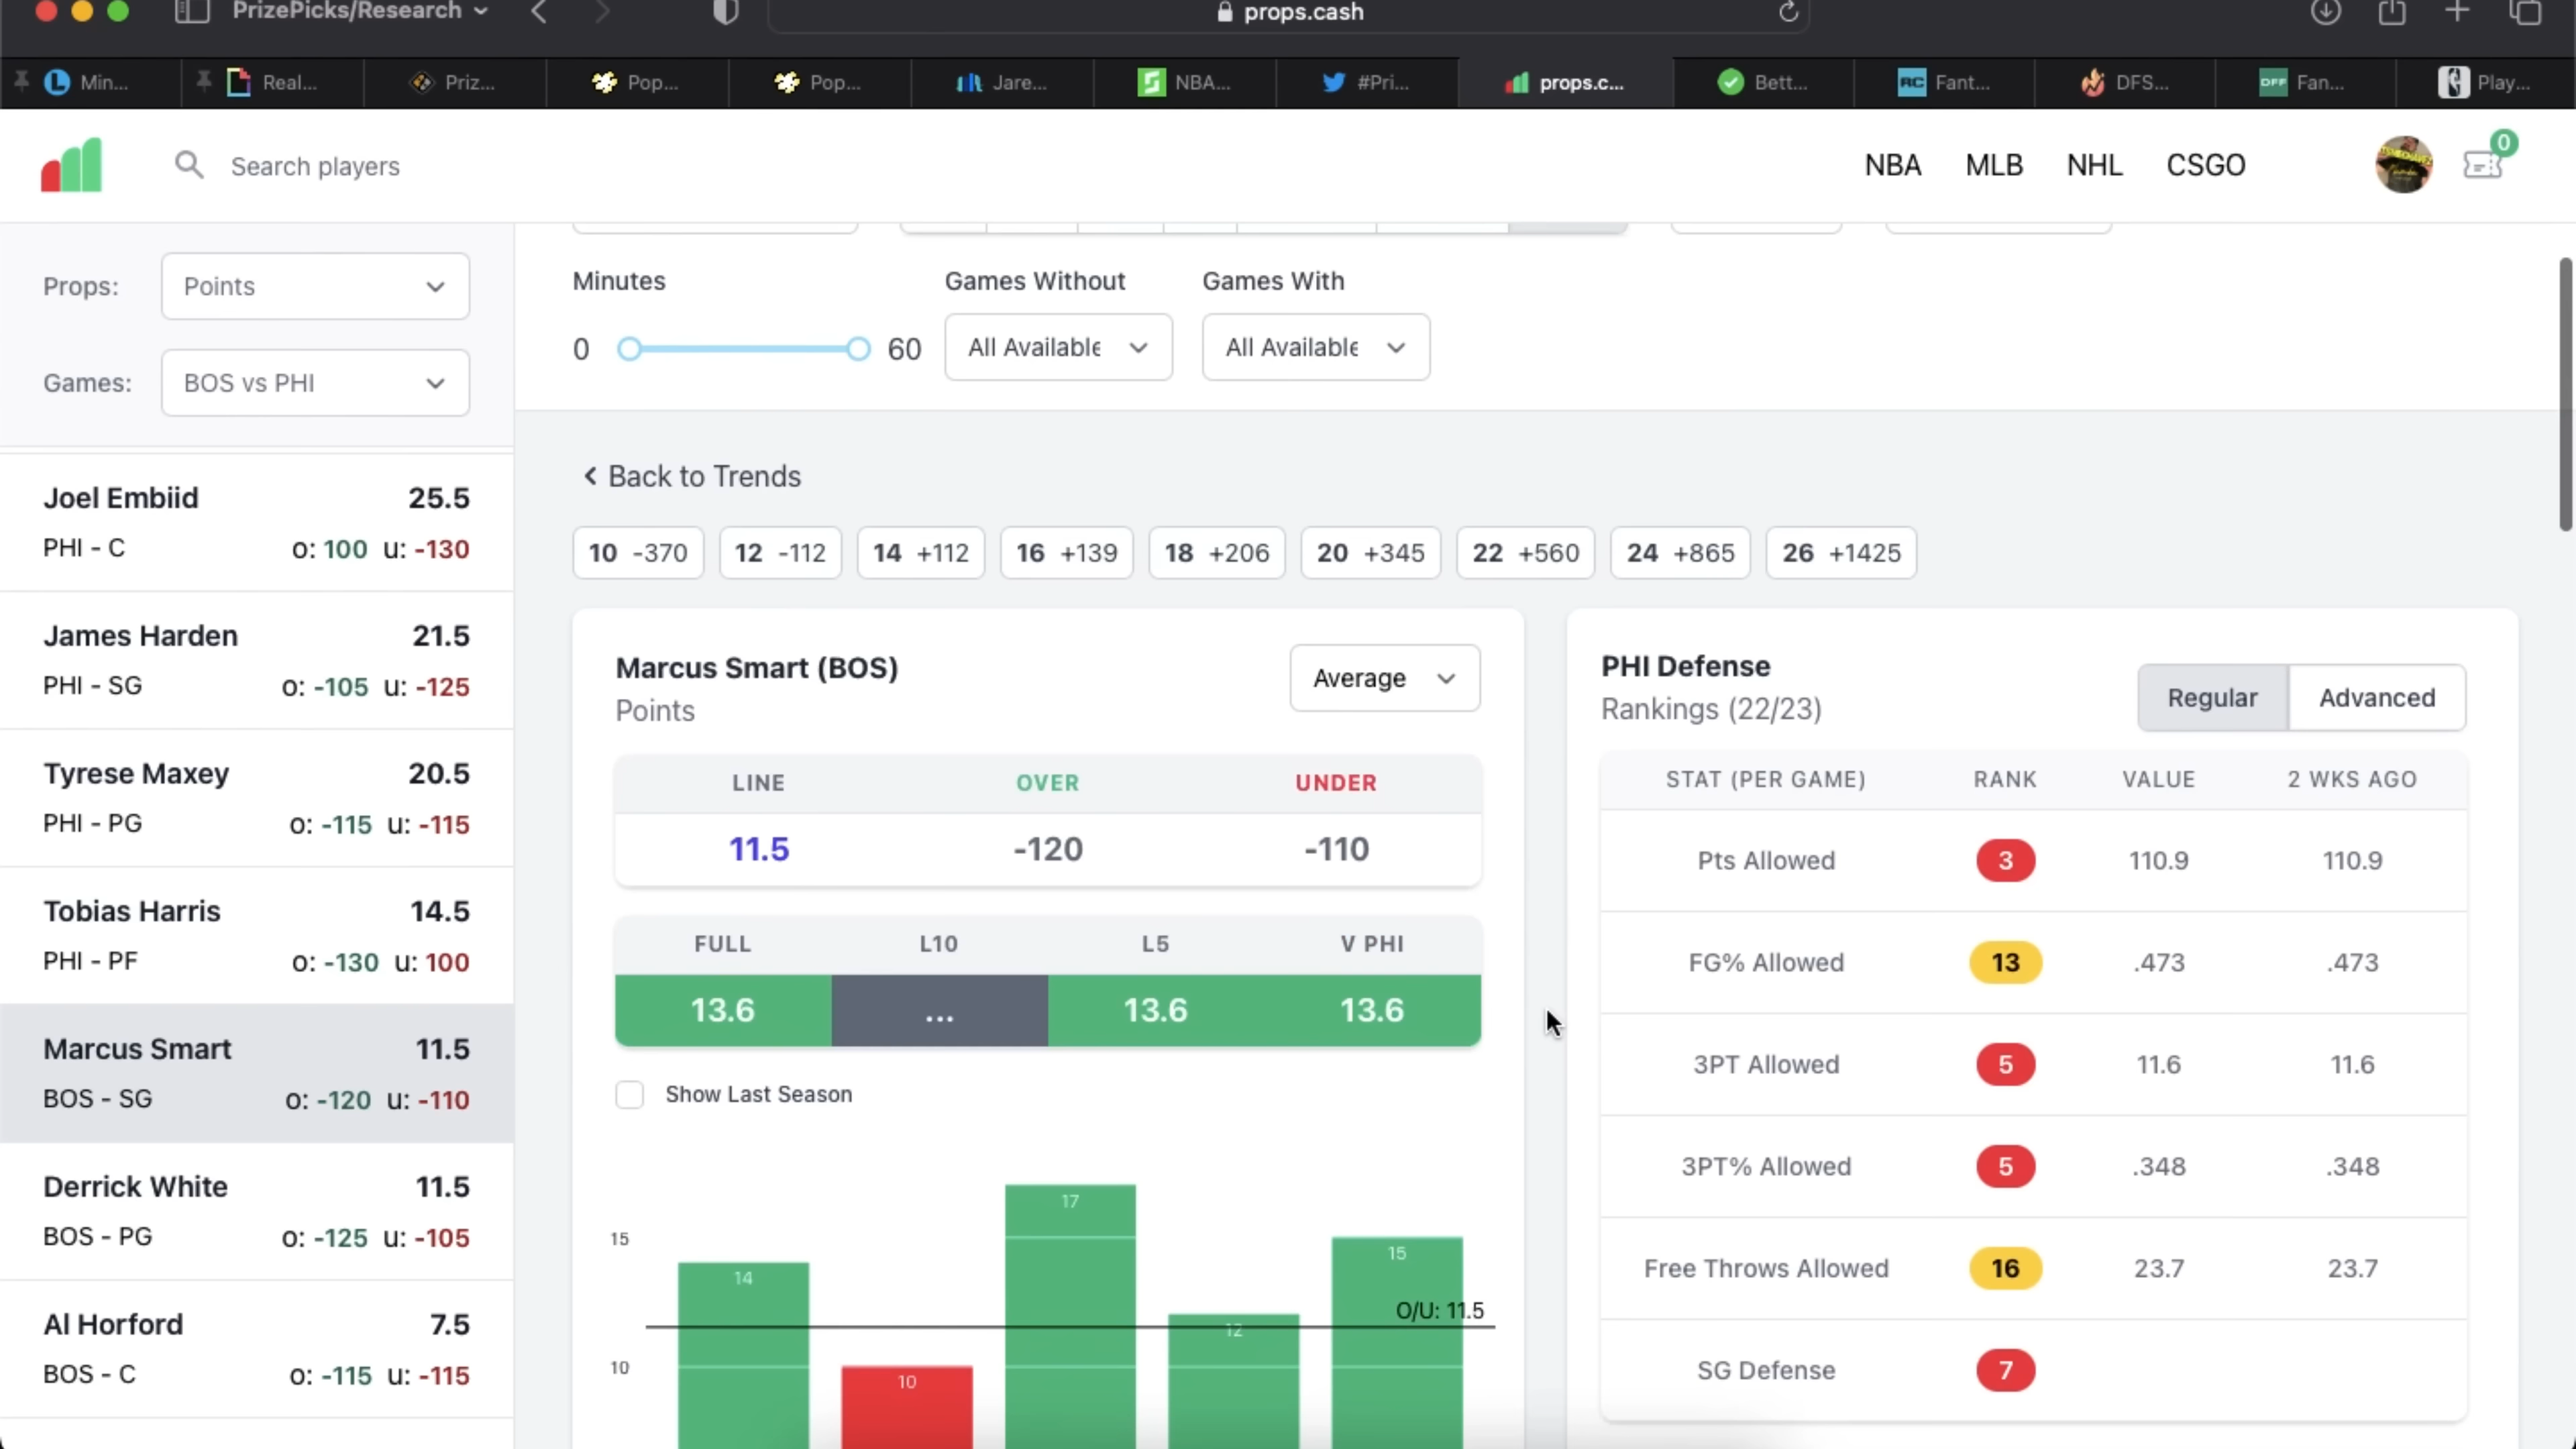 PrizePicks/Research
props.cash
Min...
Real...
Priz...
Pop...
Pop...
Jare...
NBA...
#Pri...
props.c...
Bett...
RC Fant...
DFS...
DFF Fan...
Play...
Search players
NBA MLB NHL CSGO
0
Props: Points
Games: BOS vs PHI
Joel Embiid 25.5
PHI - C o: 100 u: -130
James Harden 21.5
PHI - SG o: -105 u: -125
Tyrese Maxey 20.5
PHI - PG o: -115 u: -115
Tobias Harris 14.5
PHI - PF o: -130 u: 100
Marcus Smart 11.5
BOS - SG o: -120 u: -110
Derrick White 11.5
BOS - PG o: -125 u: -105
Al Horford 7.5
BOS - C o: -115 u: -115
Minutes Games Without Games With
0 60 All Available All Available
Back to Trends
10 -370 12 -112 14 +112 16 +139 18 +206 20 +345 22 +560 24 +865 26 +1425
Marcus Smart (BOS)
Points
Average
LINE OVER UNDER
11.5 -120 -110
FULL L10 L5 V PHI
13.6 ... 13.6 13.6
Show Last Season
17
15
15
14
O/U: 11.5
12
10
10
PHI Defense
Rankings (22/23)
Regular Advanced
STAT (PER GAME) RANK VALUE 2 WKS AGO
Pts Allowed 3 110.9 110.9
FG% Allowed 13 .473 .473
3PT Allowed 5 11.6 11.6
3PT% Allowed 5 .348 .348
Free Throws Allowed 16 23.7 23.7
SG Defense 7